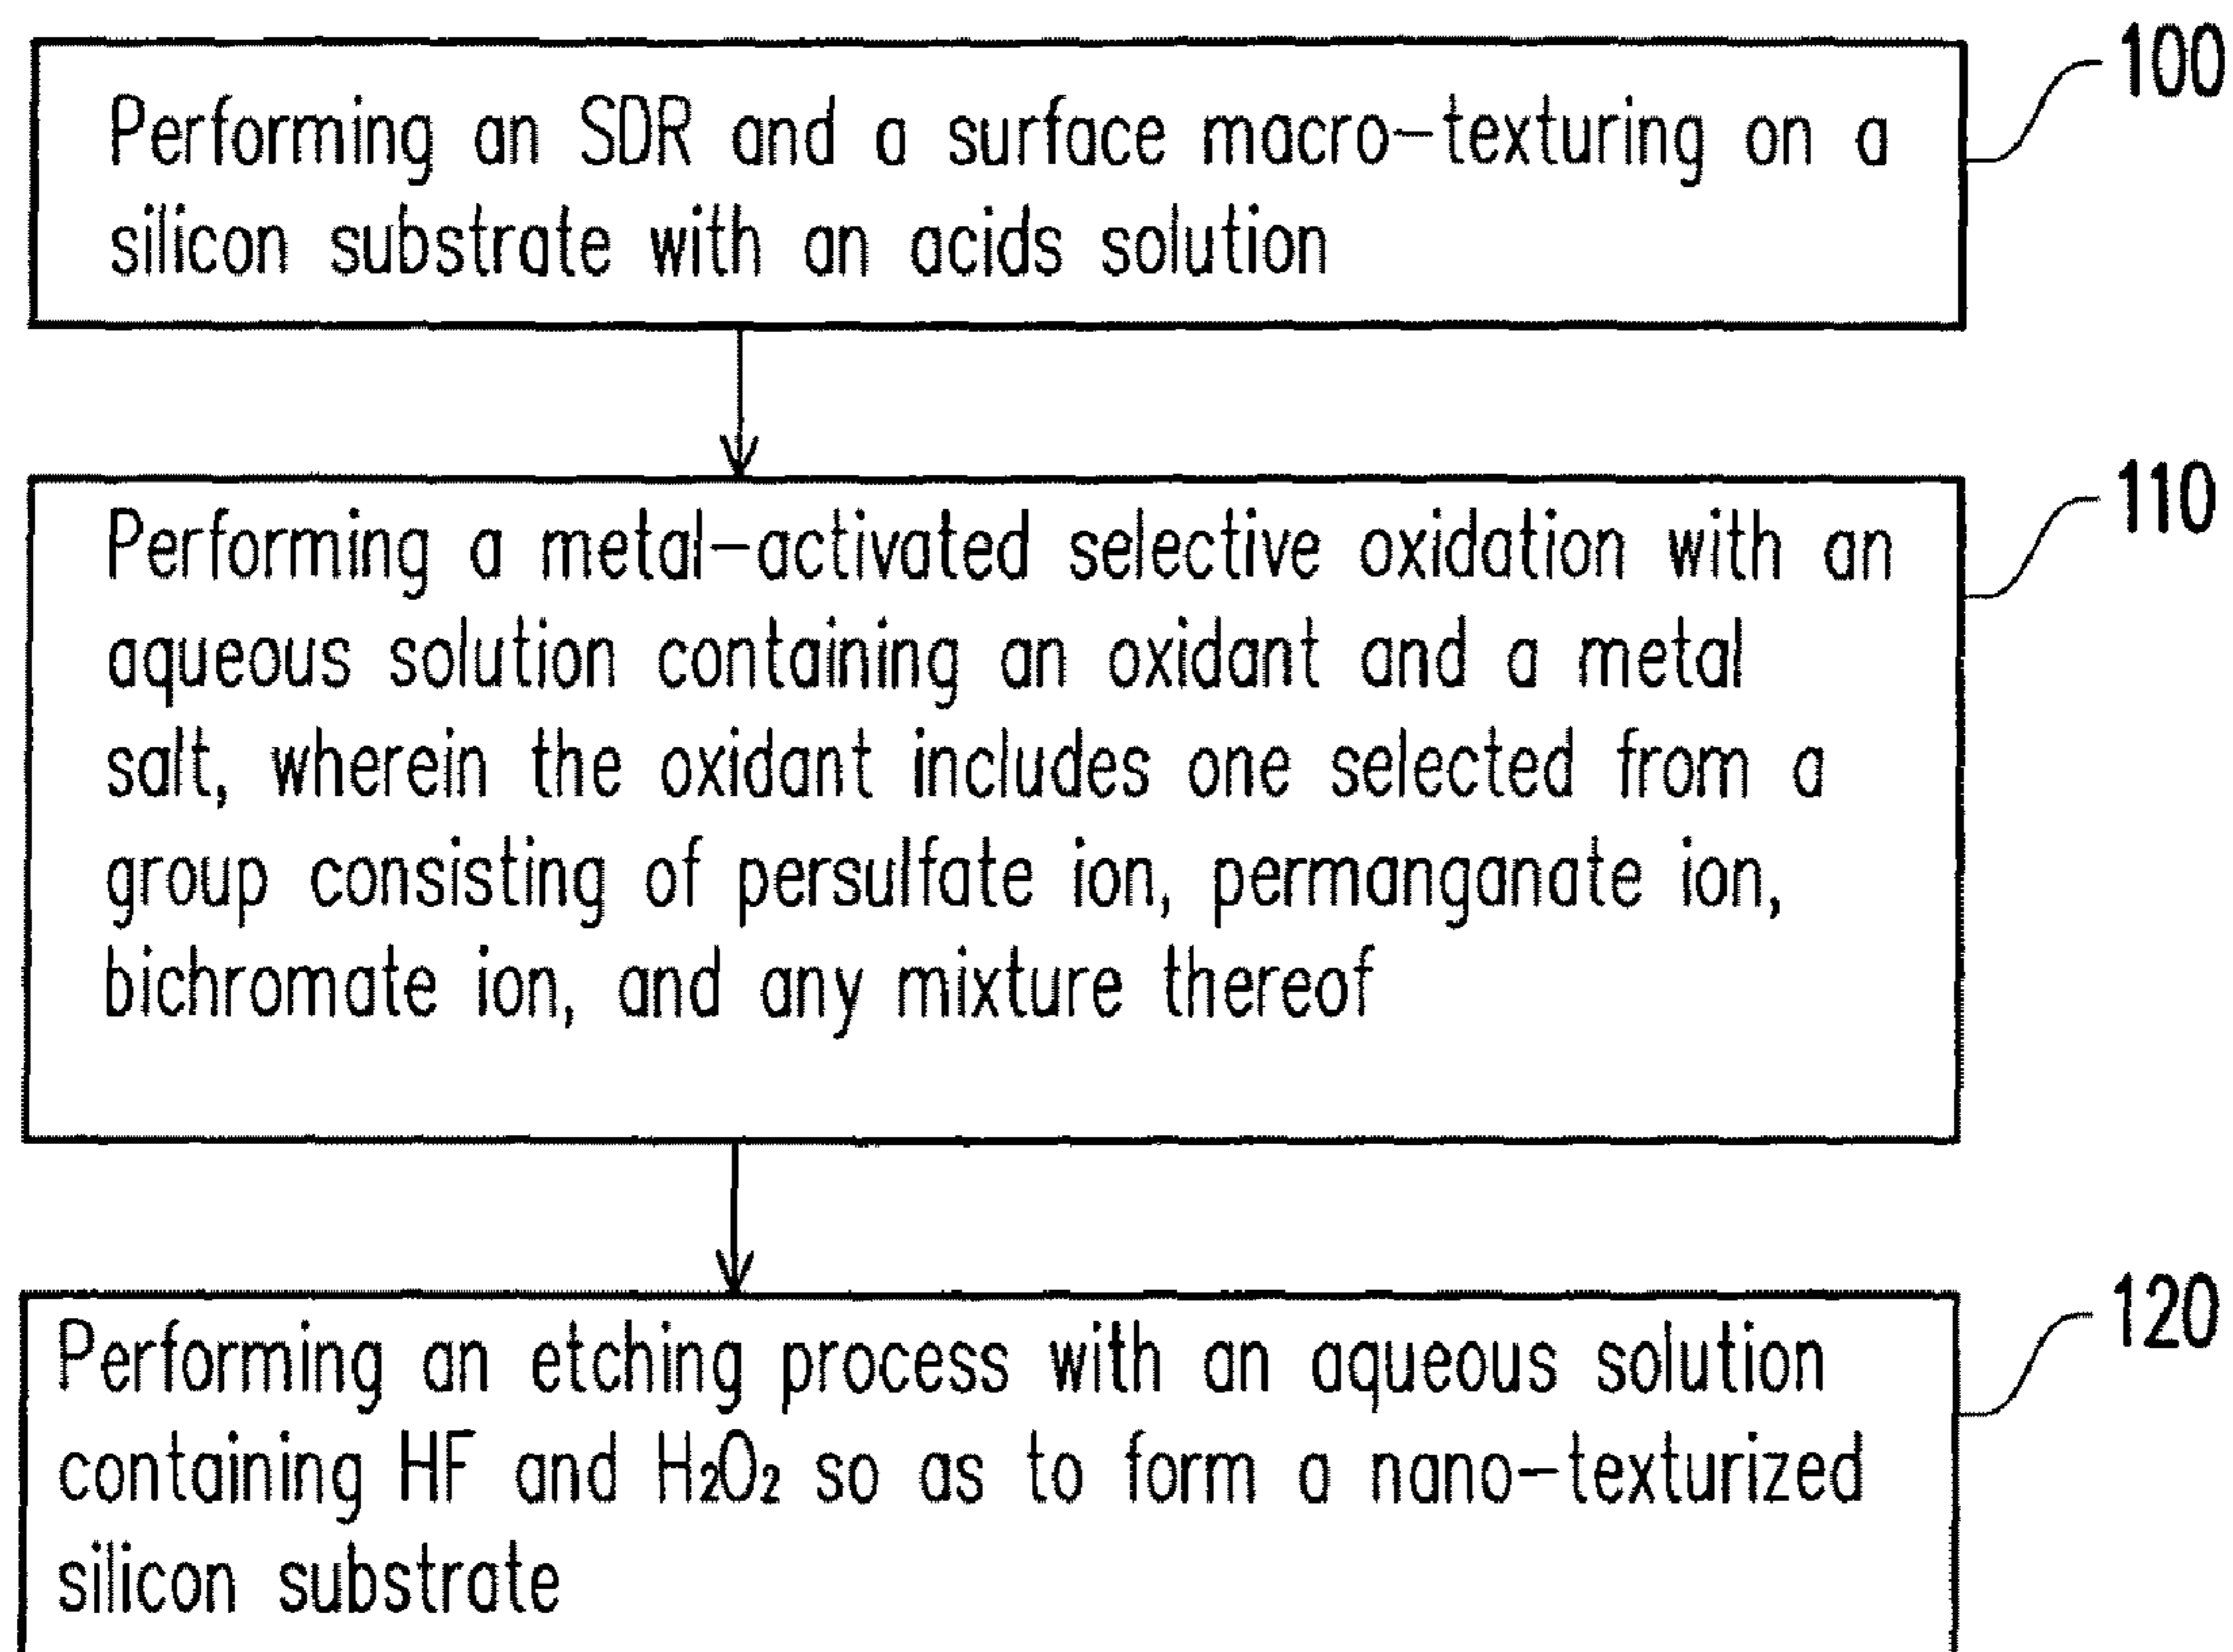 100
Performing an SDR and a surface macro-texturing on a
silicon substrate with an acids solution
110
Performing a metal-activated selective oxidation with an
aqueous solution containing an oxidant and a metal
salt, wherein the oxidant includes one selected from a
group consisting of persulfate ion, permanganate ion,
bichromate ion, and any mixture thereof
120
Performing an etching process with an aqueous solution
containing HF and H₂O₂ so as to form a nano-texturized
silicon substrate